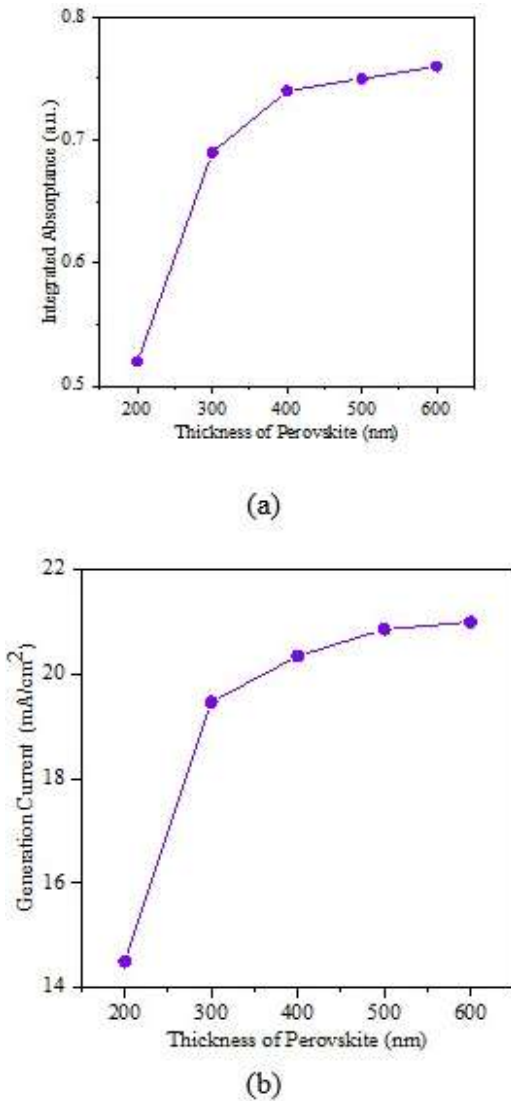 0.8
0.7
0.6
0.5
Integrated Absorptance (a.u.)
200 300 400 500 600
Thickness of Perovskite (nm)
(a)
22
20
18
16
14
Generation Current (mA/cm²)
200 300 400 500 600
Thickness of Perovskite (nm)
(b)